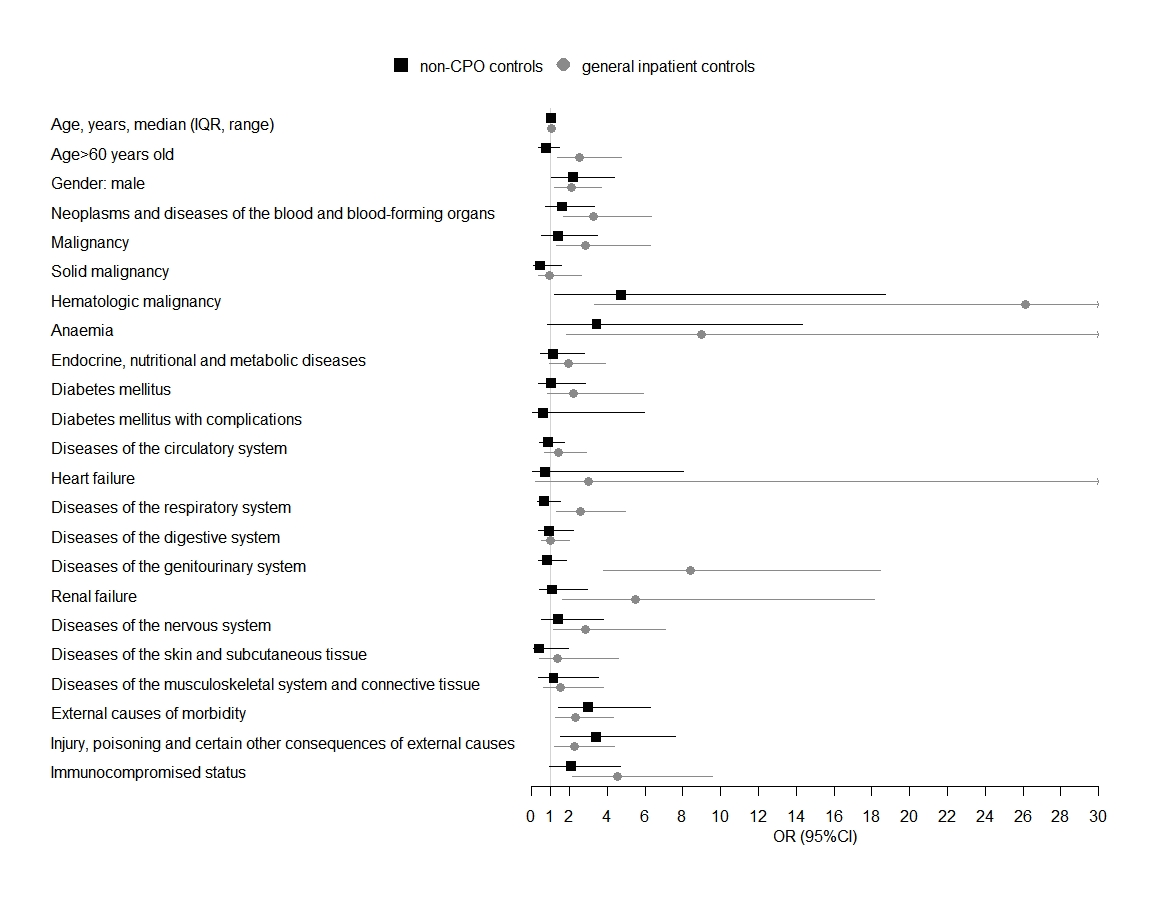 non-CPO controls general inpatient controls
Age, years, median (IQR, range)
Age>60 years old
Gender: male
Neoplasms and diseases of the blood and blood-forming organs
Malignancy
Solid malignancy
Hematologic malignancy
Anaemia
Endocrine, nutritional and metabolic diseases
Diabetes mellitus
Diabetes mellitus with complications
Diseases of the circulatory system
Heart failure
Diseases of the respiratory system
Diseases of the digestive system
Diseases of the genitourinary system
Renal failure
Diseases of the nervous system
Diseases of the skin and subcutaneous tissue
Diseases of the musculoskeletal system and connective tissue
External causes of morbidity
Injury, poisoning and certain other consequences of external causes
Immunocompromised status
0 1 2 4 6 8 10 12 14 16 18 20 22 24 26 28 30
OR (95%CI)